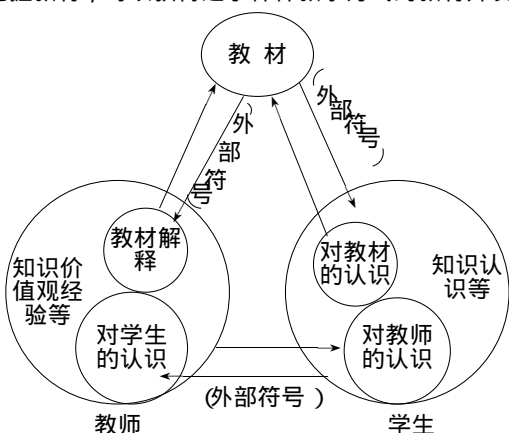 教 材
（外部符号）
（外部符号）
教材解
释
知识价
值观经
验等
对学生
的认识
对教材
的认识
知识认
识等
对教师
的认识
(外部符号 )
教师
学生